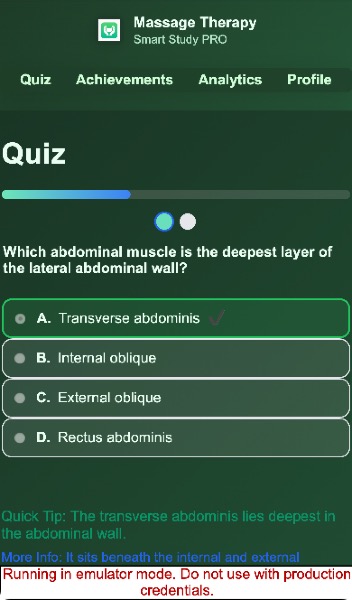 Massage Therapy
Smart Study PRO
Quiz Achievements Analytics Profile
Quiz
Which abdominal muscle is the deepest layer of
the lateral abdominal wall?
A. Transverse abdominis ✓
B. Internal oblique
C. External oblique
D. Rectus abdominis
Quick Tip: The transverse abdominis lies deepest in
the abdominal wall.
More Info: It sits beneath the internal and external
Running in emulator mode. Do not use with production
credentials.